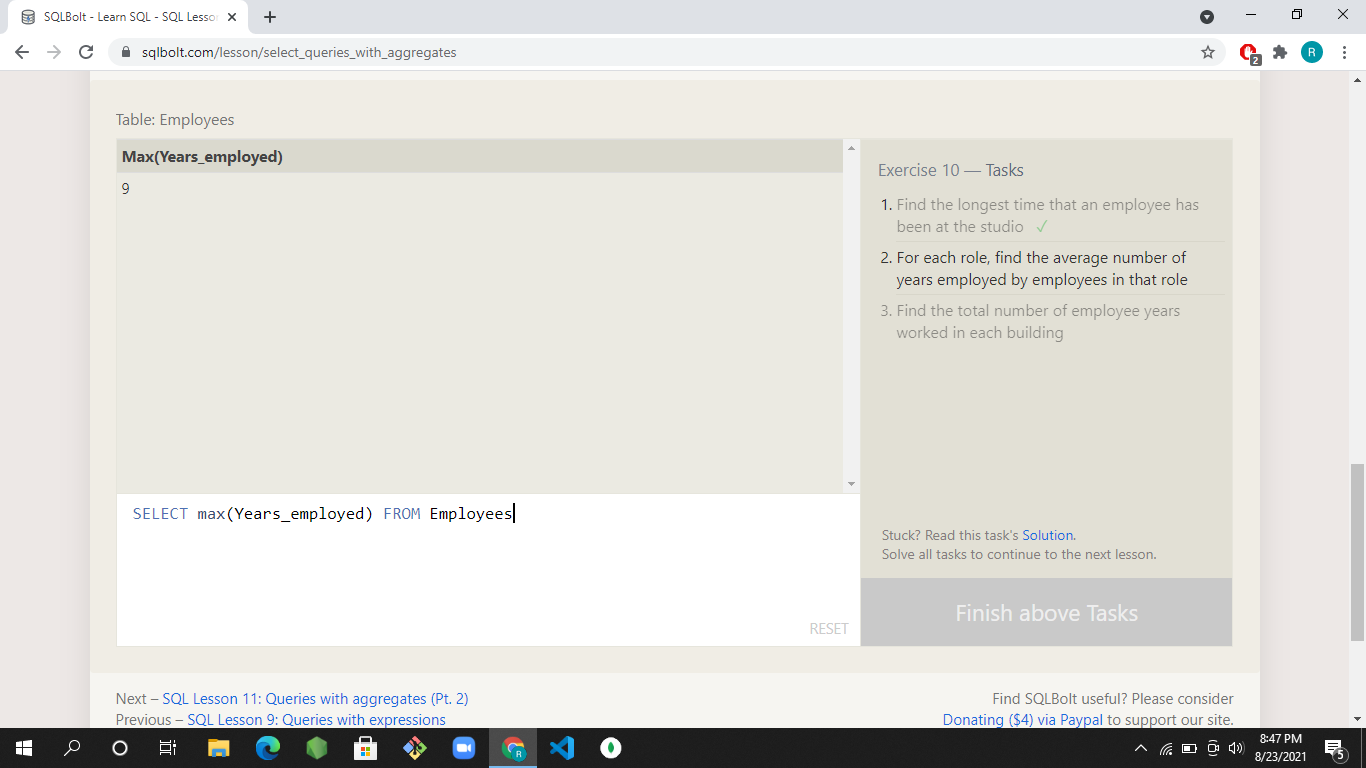 SQLBolt - Learn SQL - SQL Lesso
sqlbolt.com/lesson/select_queries_with_aggregates
R
2
Table: Employees
Max(Years_employed)
9
SELECT max(Years_employed) FROM Employees
RESET
Exercise 10 — Tasks
1. Find the longest time that an employee has
been at the studio ✓
2. For each role, find the average number of
years employed by employees in that role
3. Find the total number of employee years
worked in each building
Stuck? Read this task's Solution.
Solve all tasks to continue to the next lesson.
Finish above Tasks
Next – SQL Lesson 11: Queries with aggregates (Pt. 2)
Previous – SQL Lesson 9: Queries with expressions
Find SQLBolt useful? Please consider
Donating ($4) via Paypal to support our site.
R
8:47 PM
8/23/2021
5